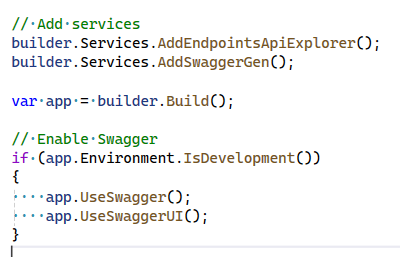 // Add services
builder.Services.AddEndpointsApiExplorer();
builder.Services.AddSwaggerGen();
var app = builder.Build();
// Enable Swagger
if (app.Environment.IsDevelopment())
{
    app.UseSwagger();
    app.UseSwaggerUI();
}